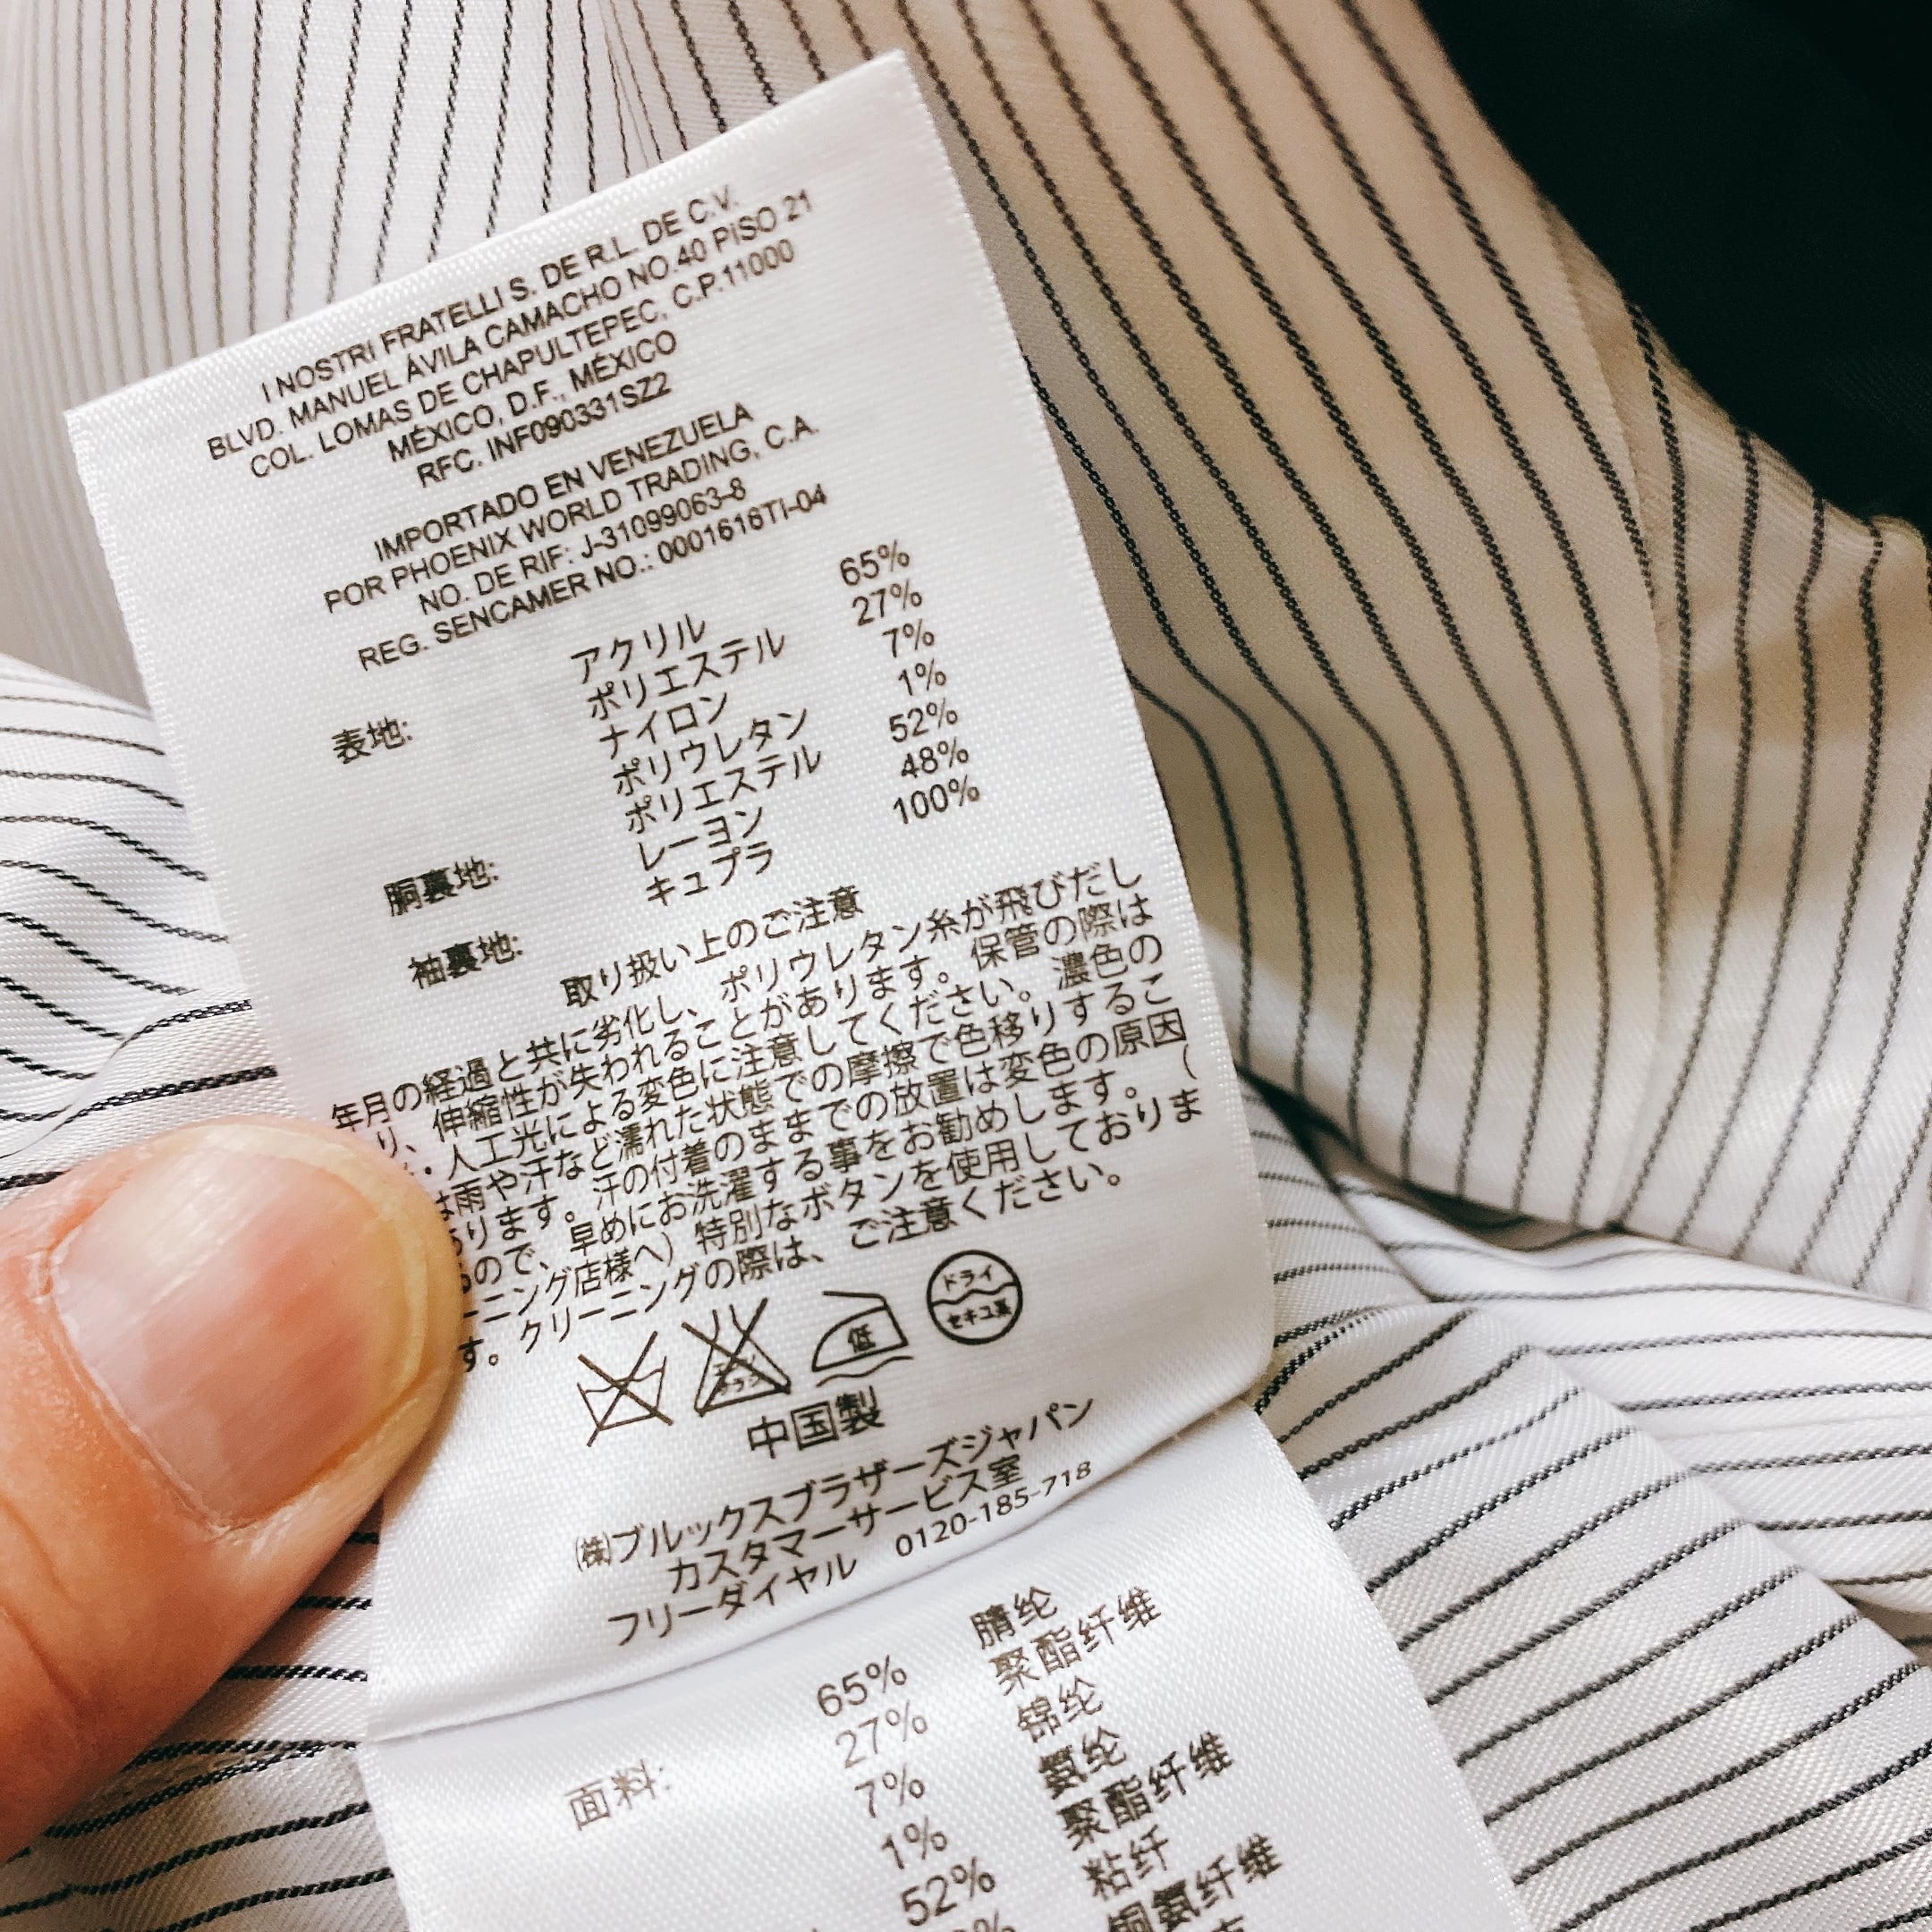 I NOSTRI FRATELLI S. DE R.L. DE C.V.
BLVD. MANUEL ÁVILA CAMACHO NO.40 PISO 21
COL. LOMAS DE CHAPULTEPEC, C.P.11000
MÉXICO, D.F., MÉXICO
RFC. INF090331SZ2
IMPORTADO EN VENEZUELA
POR PHOENIX WORLD TRADING, C.A.
NO. DE RIF: J-31099063-8
REG. SENCAMER NO.: 0001616TI-04
アクリル 65%
ポリエステル 27%
表地: ナイロン 7%
ポリウレタン 1%
ポリエステル 52%
胴裏地: レーヨン 48%
袖裏地: キュプラ 100%
取り扱い上のご注意
年月の経過と共に劣化し、ポリウレタン糸が飛びだし
り、伸縮性が失われることがあります。保管の際は
・人工光による変色に注意してください。濃色の
は雨や汗など濡れた状態での摩擦で色移りするこ
ります。汗の付着のままでの放置は変色の原因
るので、早めにお洗濯する事をお勧めします。（
ーニング店様へ）特別なボタンを使用しておりま
す。クリーニングの際は、ご注意ください。
低
ドライ
セキユ系
中国製
㈱ブルックスブラザーズジャパン
カスタマーサービス室
フリーダイヤル 0120-185-718
65% 腈纶
27% 聚酯纤维
面料: 7% 锦纶
1% 氨纶
52% 聚酯纤维
粘纤
铜氨纤维